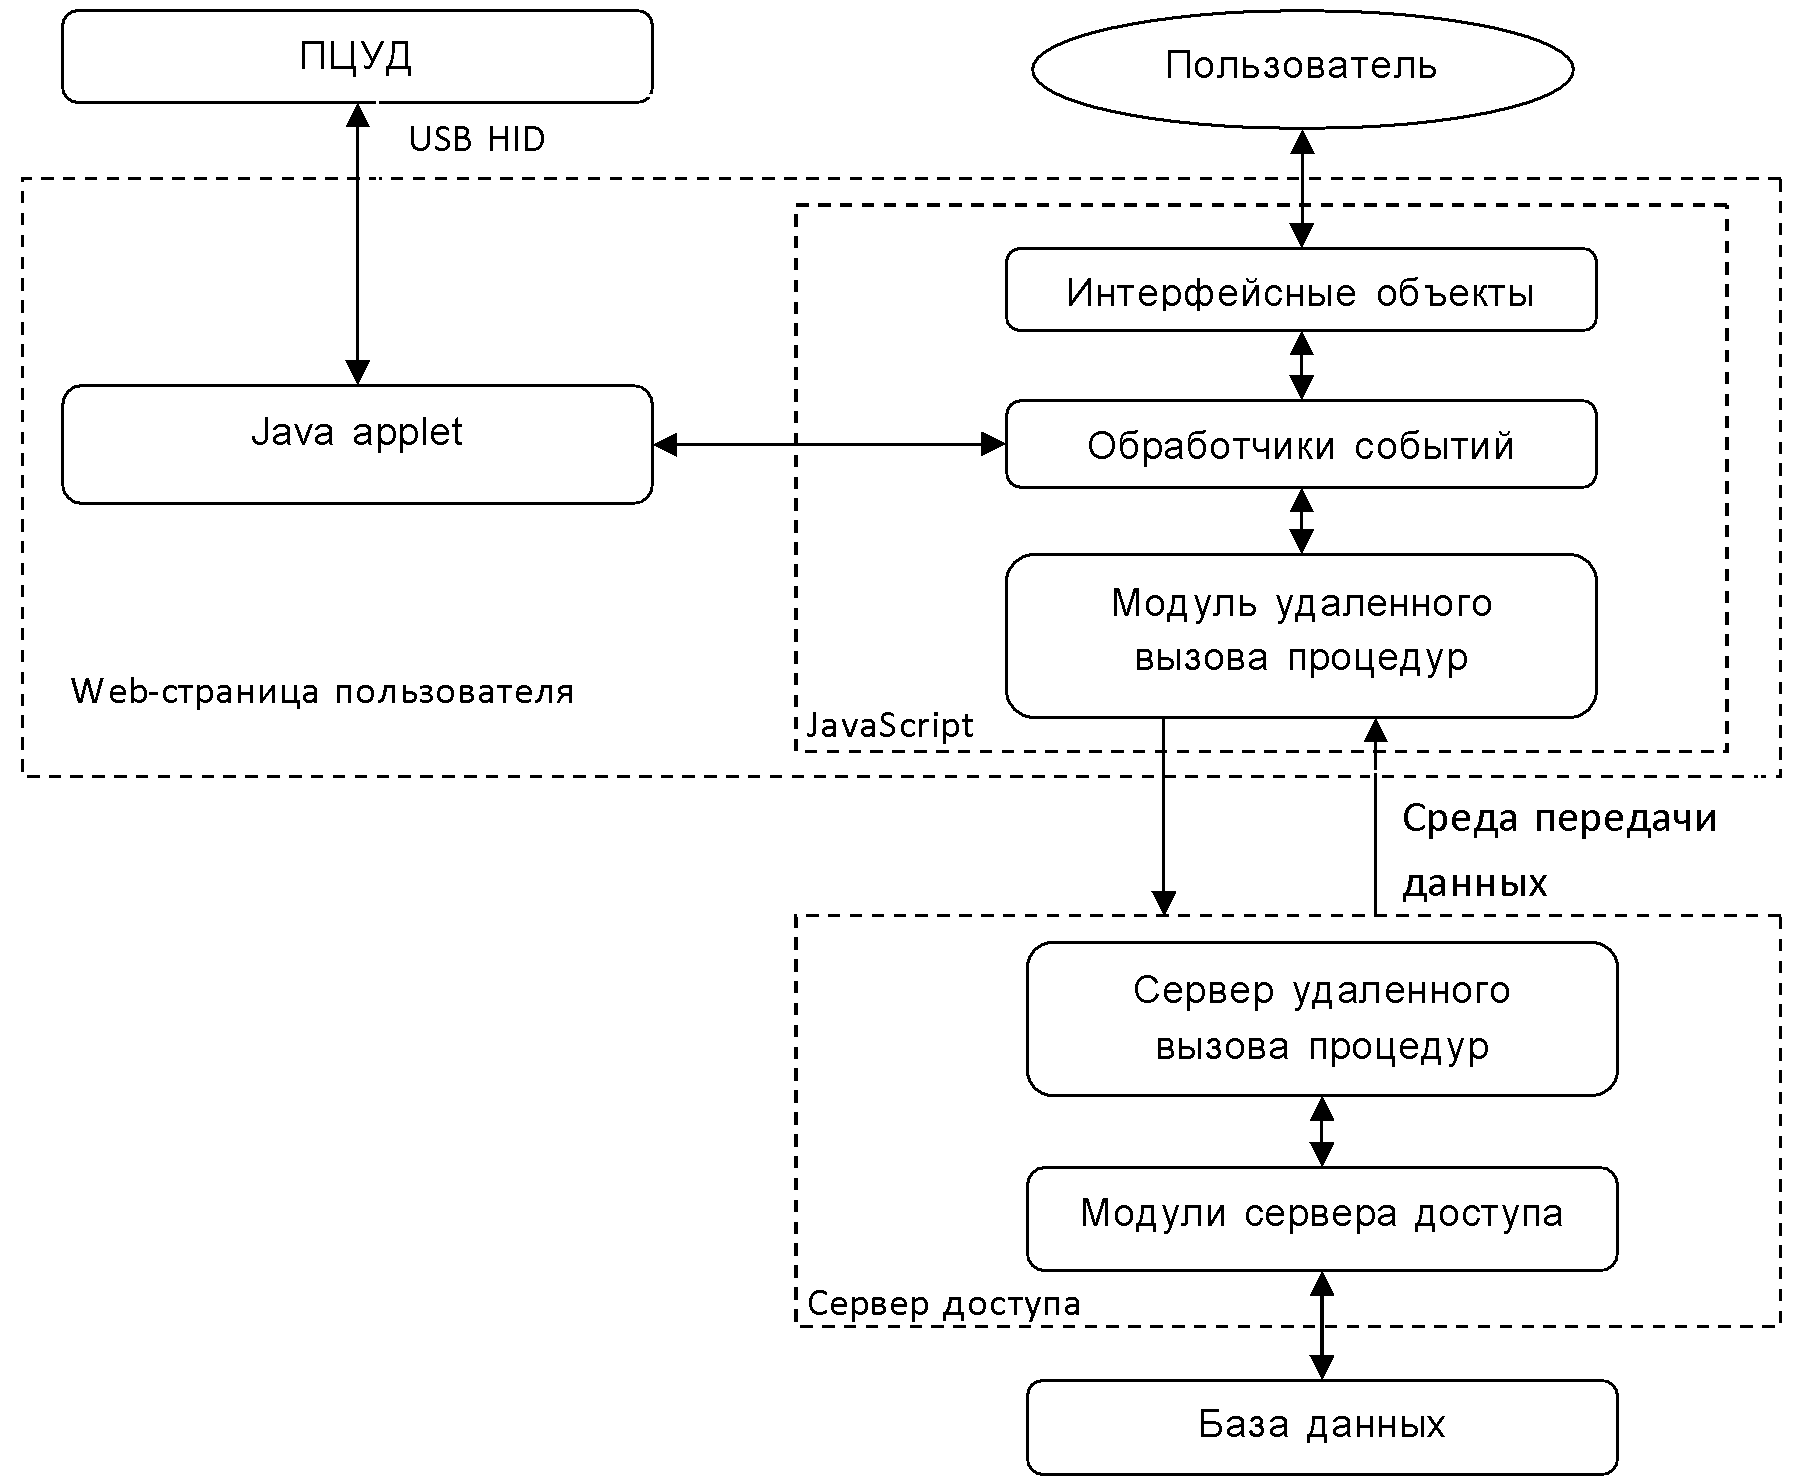 ПЦУД
Пользователь
USB HID
Интерфейсные объекты
Java applet
Обработчики событий
Модуль удаленного
вызова процедур
Web-страница пользователя
JavaScript
Среда передачи
данных
Сервер удаленного
вызова процедур
Модули сервера доступа
Сервер доступа
База данных